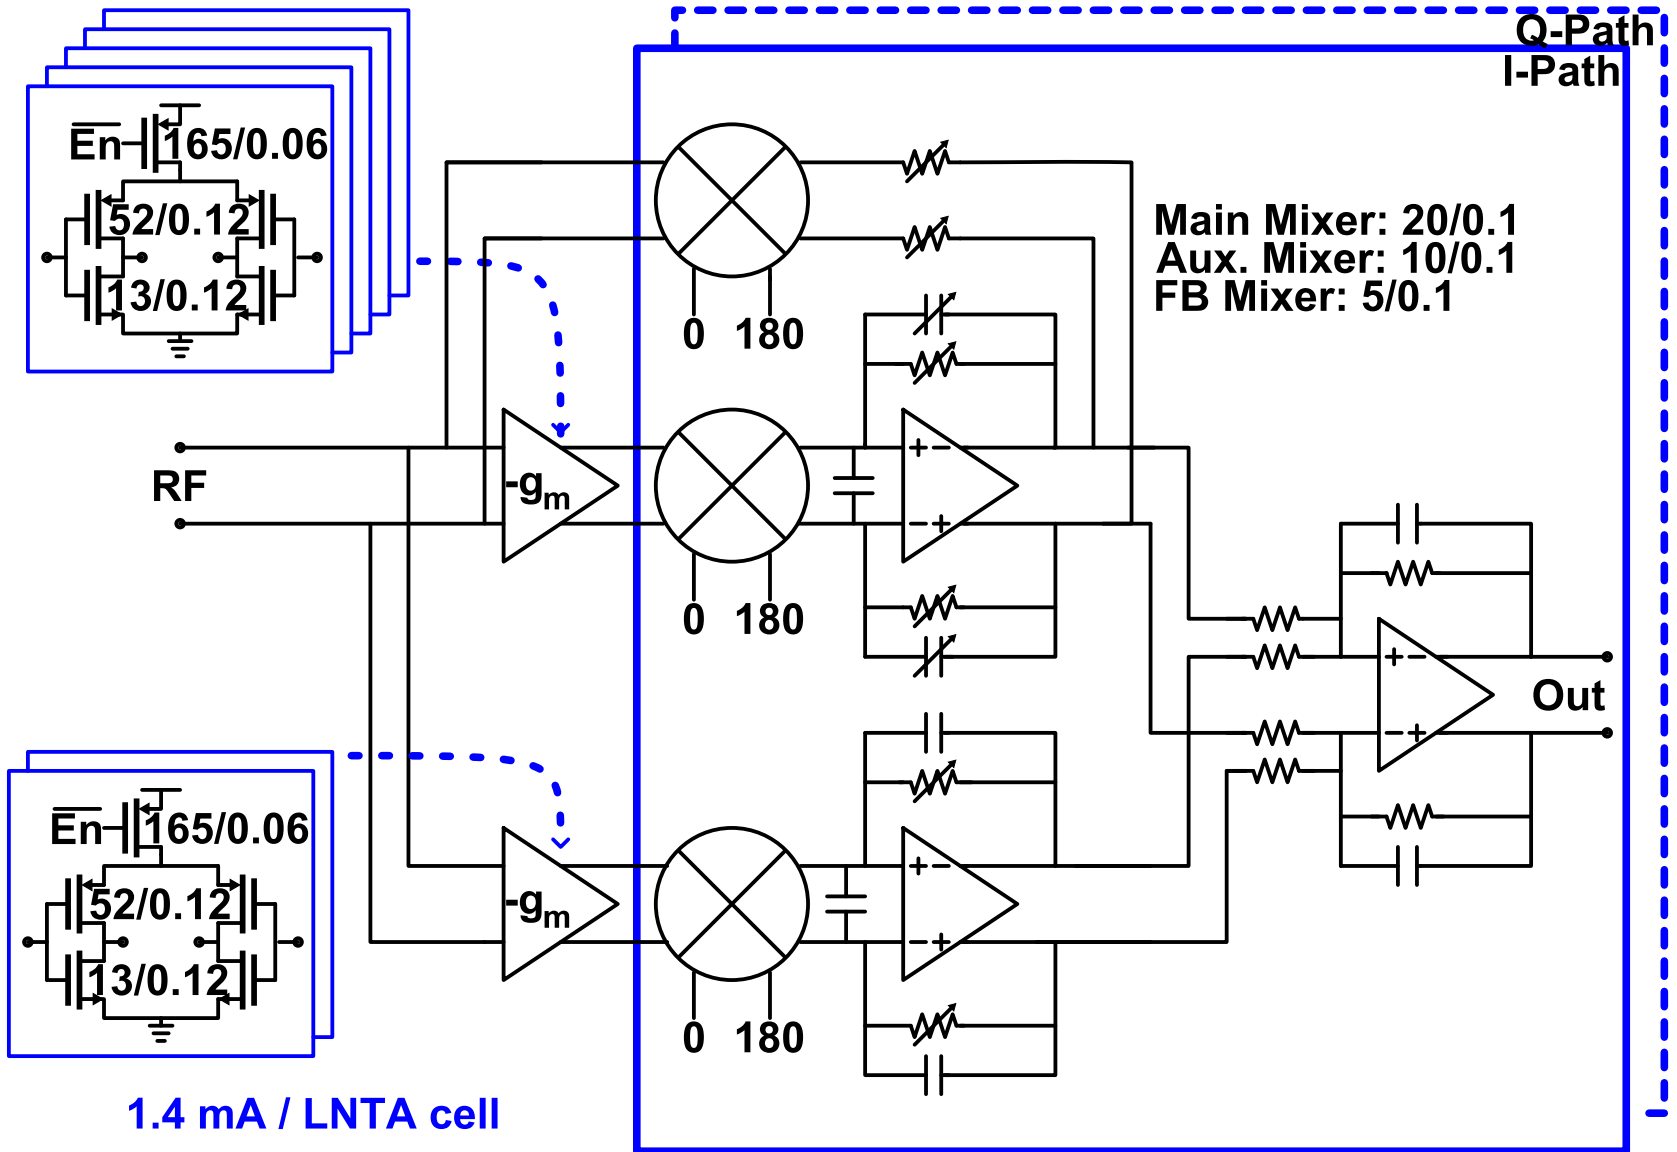 Q-Path
I-Path
En
165/0.06
52/0.12
13/0.12
Main Mixer: 20/0.1
Aux. Mixer: 10/0.1
FB Mixer: 5/0.1
0 180
RF
-gm
+ -
- +
0 180
+ -
- +
Out
En
165/0.06
52/0.12
13/0.12
-gm
+ -
- +
0 180
1.4 mA / LNTA cell